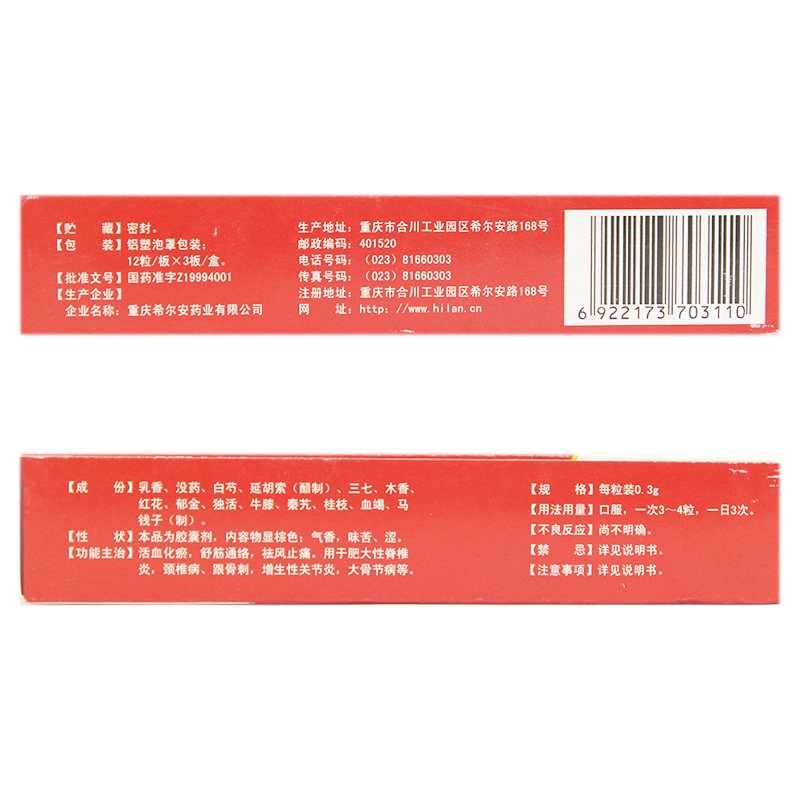 【贮　　藏】密封。
【包　　装】铝塑泡罩包装;
12粒/板×3板/盒。
【批准文号】国药准字Z19994001
【生产企业】
企业名称: 重庆希尔安药业有限公司
生产地址: 重庆市合川工业园区希尔安路168号
邮政编码: 401520
电话号码: (023) 81660303
传真号码: (023) 81660303
注册地址: 重庆市合川工业园区希尔安路168号
网　　址: http: //www.hilan.cn
6 922173 703110
【成　　份】乳香、没药、白芍、延胡索(醋制)、三七、木香、
红花、郁金、独活、牛膝、秦艽、桂枝、血竭、马
钱子(制)。
【性　　状】本品为胶囊剂, 内容物显棕色; 气香, 味苦、涩。
【功能主治】活血化瘀, 舒筋通络, 祛风止痛。用于肥大性脊椎
炎, 颈椎病、跟骨刺, 增生性关节炎, 大骨节病等。
【规　　格】每粒装0.3g
【用法用量】口服, 一次3～4粒, 一日3次。
【不良反应】尚不明确。
【禁　　忌】详见说明书。
【注意事项】详见说明书。